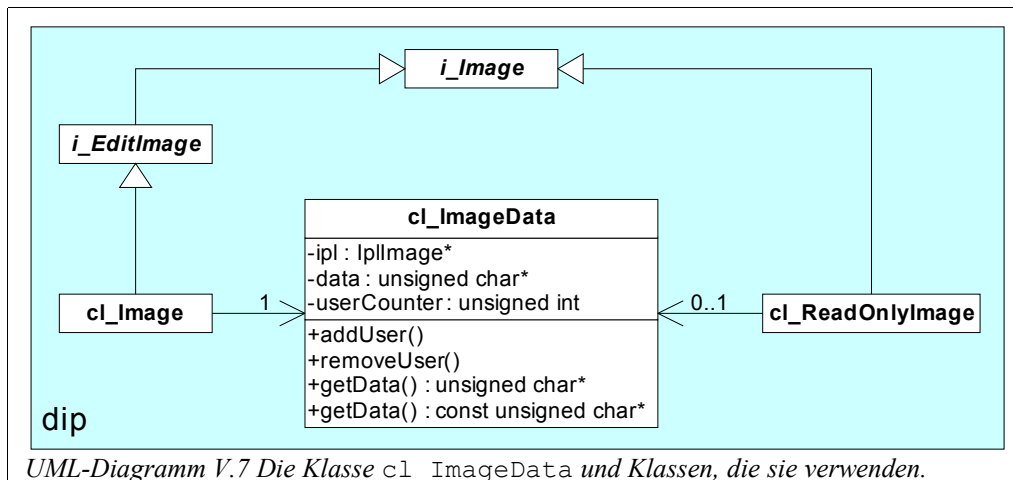 i_Image
i_EditImage
cl_ImageData
-ipl : IplImage*
-data : unsigned char*
-userCounter : unsigned int
+addUser()
+removeUser()
+getData() : unsigned char*
+getData() : const unsigned char*
cl_Image
1
0..1
cl_ReadOnlyImage
dip
UML-Diagramm V.7 Die Klasse cl_ImageData und Klassen, die sie verwenden.